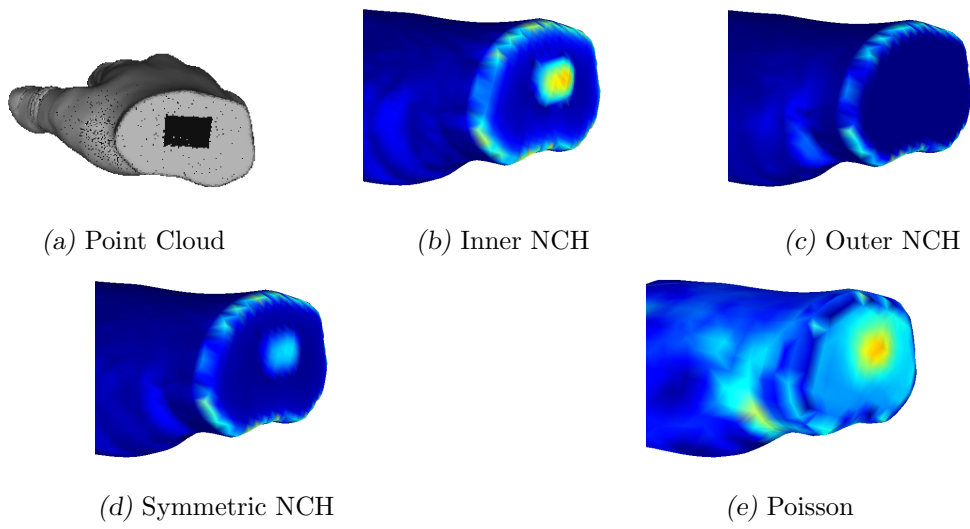 (a) Point Cloud
(b) Inner NCH
(c) Outer NCH
(d) Symmetric NCH
(e) Poisson